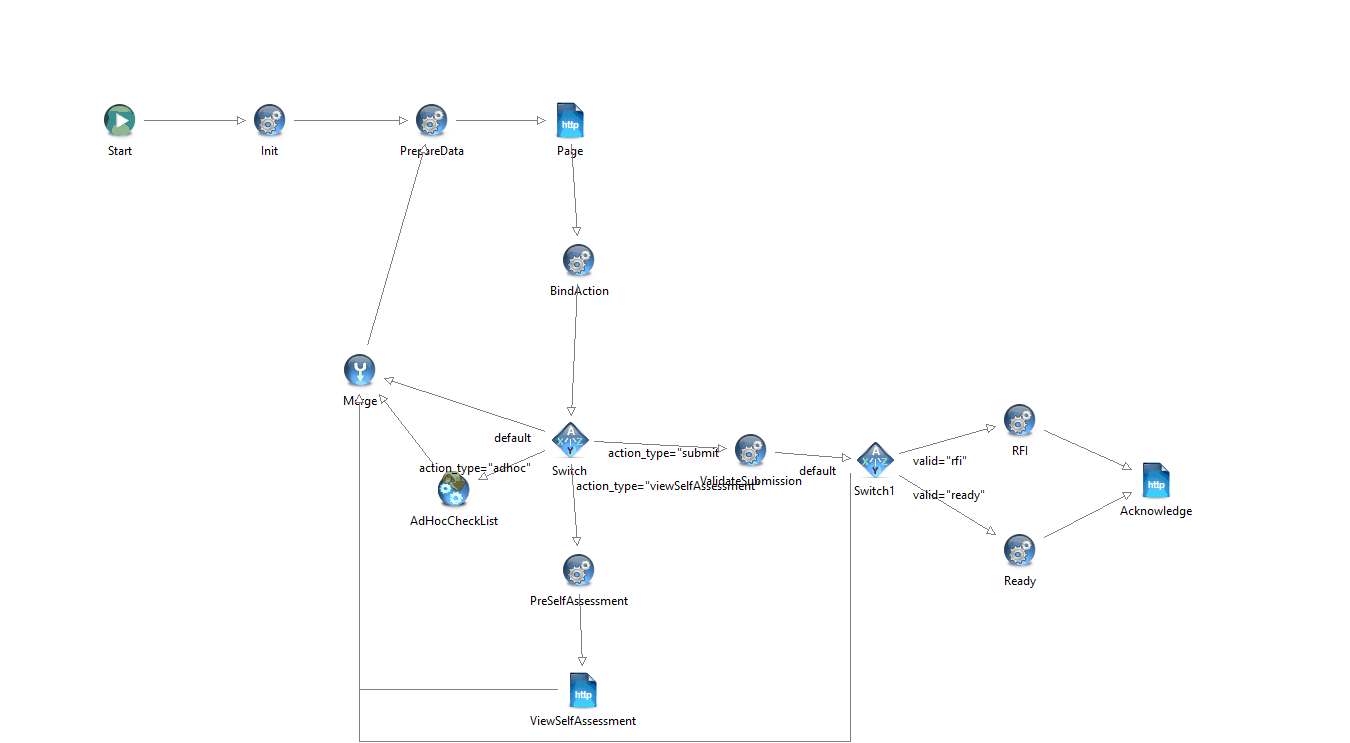 Start
Init
PrepareData
http
Page
BindAction
Merge
default
A
X Z
Y
Switch
action_type="submit
action_type="adhoc"
action_type="viewSelfAssessment"
AdHocCheckList
ValidateSubmission
default
A
X Z
Y
Switch1
valid="rfi"
valid="ready"
RFI
http
Acknowledge
Ready
PreSelfAssessment
http
ViewSelfAssessment